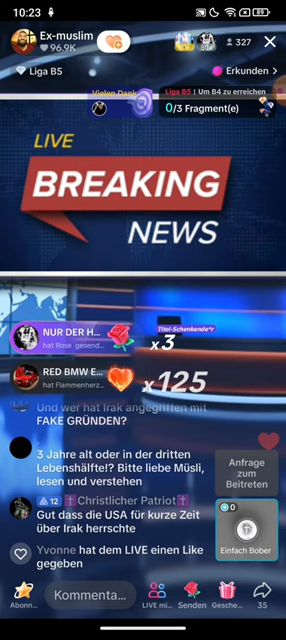 10:23
89
Ex-muslim
96.9K
327
Liga B5
Erkunden >
Vielen Dank
Liga B5 | Um B4 zu erreichen
0/3 Fragment(e)
LIVE
BREAKING
NEWS
Titel-Schenkende*r
NUR DER H...
hat Rose gesend...
x3
RED BMW E...
hat Flammenherz...
x125
Und wer hat Irak angegriffen mit
FAKE GRÜNDEN?
.
3 Jahre alt oder in der dritten
Lebenshälfte!? Bitte liebe Müsli,
lesen und verstehen
12 ✝Christlicher Patriot✝
Gut dass die USA für kurze Zeit
über Irak herrschte
Yvonne hat dem LIVE einen Like
gegeben
Anfrage
zum
Beitreten
0
Einfach Bober
Abonn...
Kommenta...
LIVE mi...
Senden
Gesche...
35